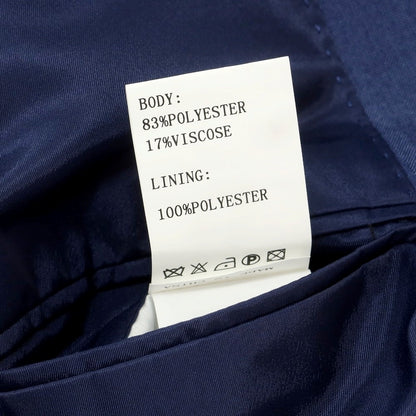 BODY:
83%POLYESTER
17%VISCOSE
LINING:
100%POLYESTER